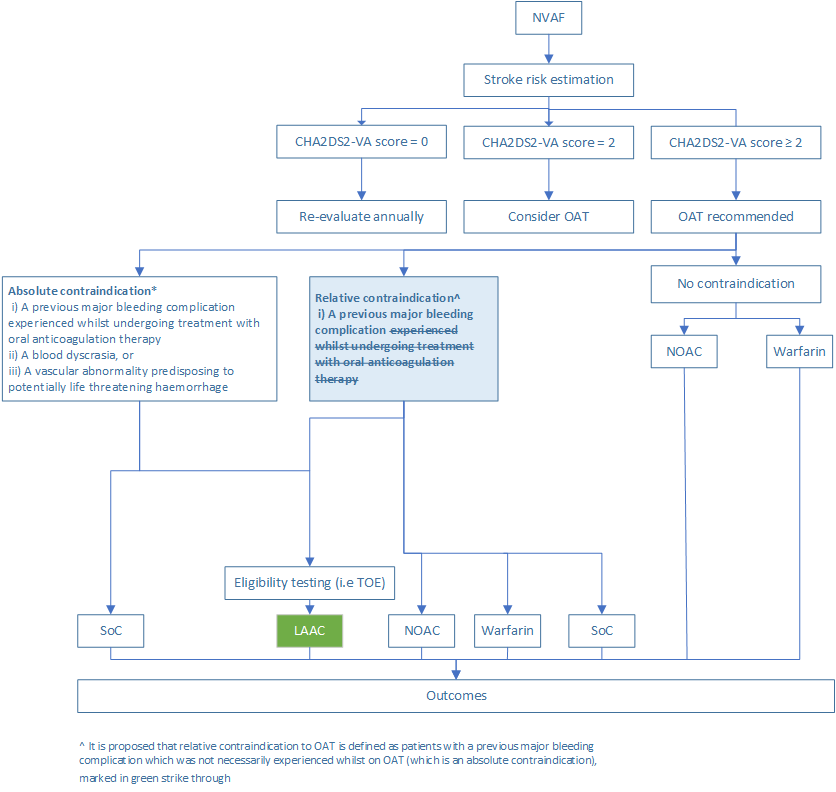 NVAF
Stroke risk estimation
CHA2DS2-VA score = 0
CHA2DS2-VA score = 2
CHA2DS2-VA score ≥ 2
Re-evaluate annually
Consider OAT
OAT recommended
Absolute contraindication*
i) A previous major bleeding complication
experienced whilst undergoing treatment with
oral anticoagulation therapy
ii) A blood dyscrasia, or
iii) A vascular abnormality predisposing to
potentially life threatening haemorrhage
Relative contraindication^
i) A previous major bleeding
complication experienced
whilst undergoing treatment
with oral anticoagulation
therapy
No contraindication
NOAC
Warfarin
Eligibility testing (i.e TOE)
SoC
LAAC
NOAC
Warfarin
SoC
Outcomes
^ It is proposed that relative contraindication to OAT is defined as patients with a previous major bleeding
complication which was not necessarily experienced whilst on OAT (which is an absolute contraindication),
marked in green strike through